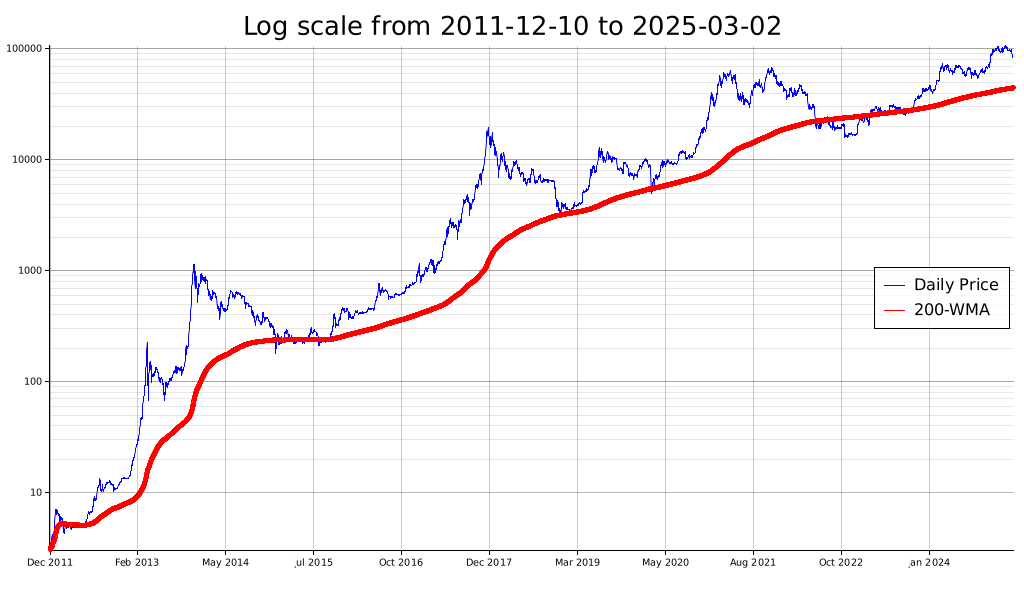 Log scale from 2011-12-10 to 2025-03-02
100000
10000
1000
100
10
Daily Price
200-WMA
Dec 2011 Feb 2013 May 2014 Jul 2015 Oct 2016 Dec 2017 Mar 2019 May 2020 Aug 2021 Oct 2022 Jan 2024